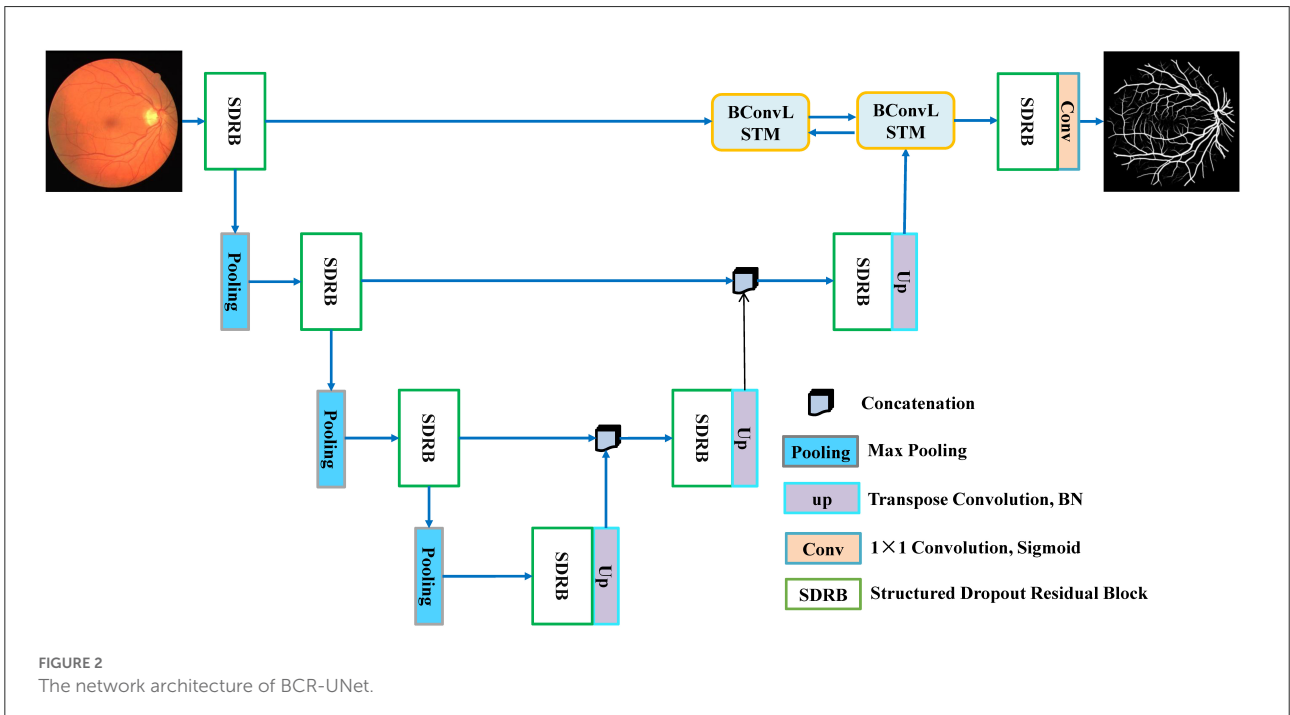 SDRB
BConvL
STM
BConvL
STM
SDRB
Conv
Pooling
SDRB
SDRB
Up
Pooling
SDRB
SDRB
Up
Pooling
SDRB
Up
Concatenation
Pooling
Max Pooling
up
Transpose Convolution, BN
Conv
1×1 Convolution, Sigmoid
SDRB
Structured Dropout Residual Block
FIGURE 2
The network architecture of BCR-UNet.